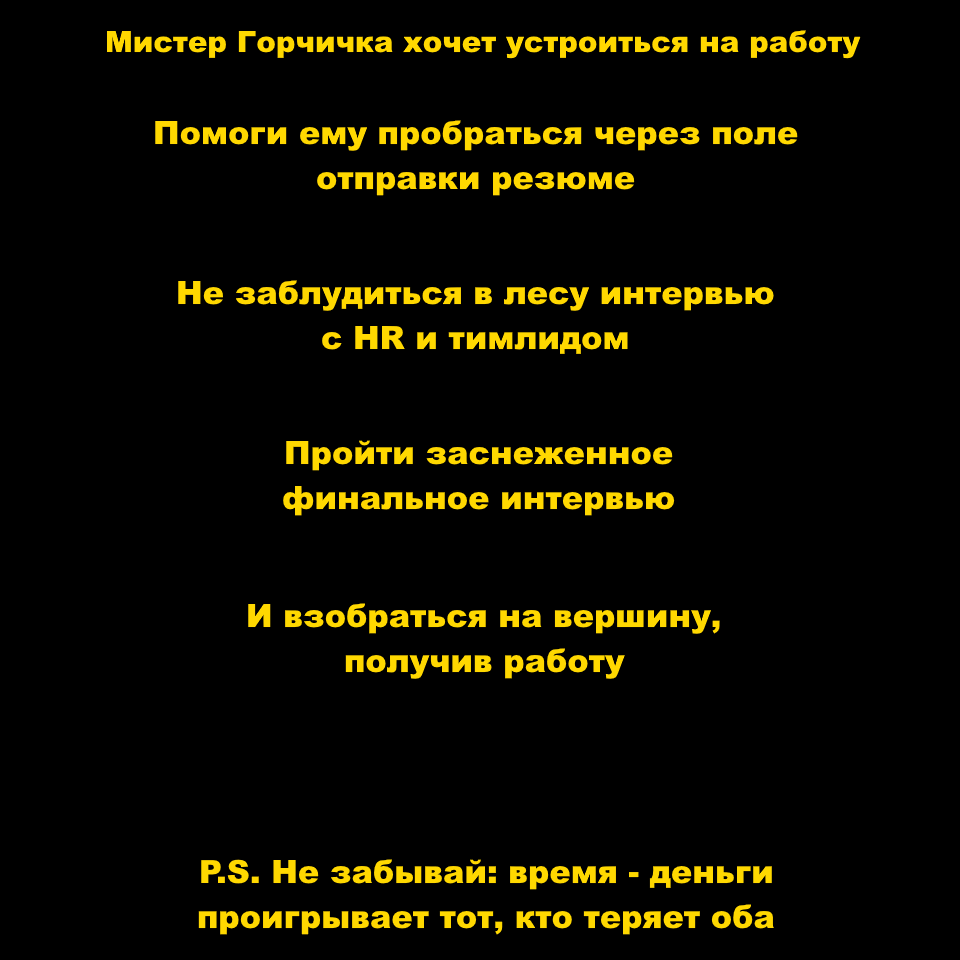 Мистер Горчичка хочет устроиться на работу
Помоги ему пробраться через поле
отправки резюме
Не заблудиться в лесу интервью
с HR и тимлидом
Пройти заснеженное
финальное интервью
И взобраться на вершину,
получив работу
P.S. Не забывай: время - деньги
проигрывает тот, кто теряет оба